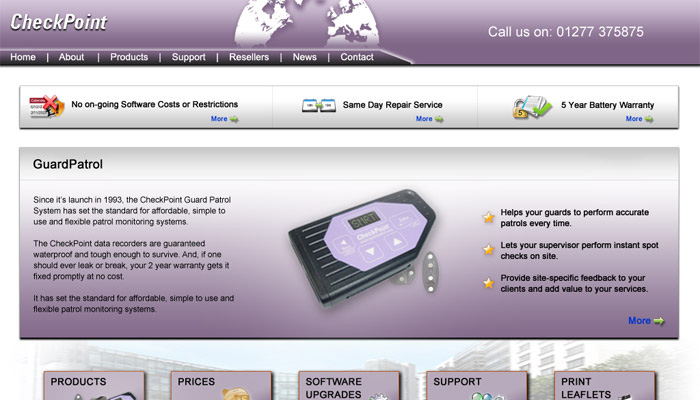 CheckPoint
Call us on: 01277 375875
Home | About | Products | Support | Resellers | News | Contact
No on-going Software Costs or Restrictions
More
Same Day Repair Service
More
5 Year Battery Warranty
More
GuardPatrol
Since it's launch in 1993, the CheckPoint Guard Patrol
System has set the standard for affordable, simple to
use and flexible patrol monitoring systems.
The CheckPoint data recorders are guaranteed
waterproof and tough enough to survive. And, if one
should ever leak or break, your 2 year warranty gets it
fixed promptly at no cost.
It has set the standard for affordable, simple to use and
flexible patrol monitoring systems.
CheckPoint
Helps your guards to perform accurate
patrols every time.
Lets your supervisor perform instant spot
checks on site.
Provide site-specific feedback to your
clients and add value to your services.
More
PRODUCTS
PRICES
SOFTWARE
UPGRADES
SUPPORT
PRINT
LEAFLETS